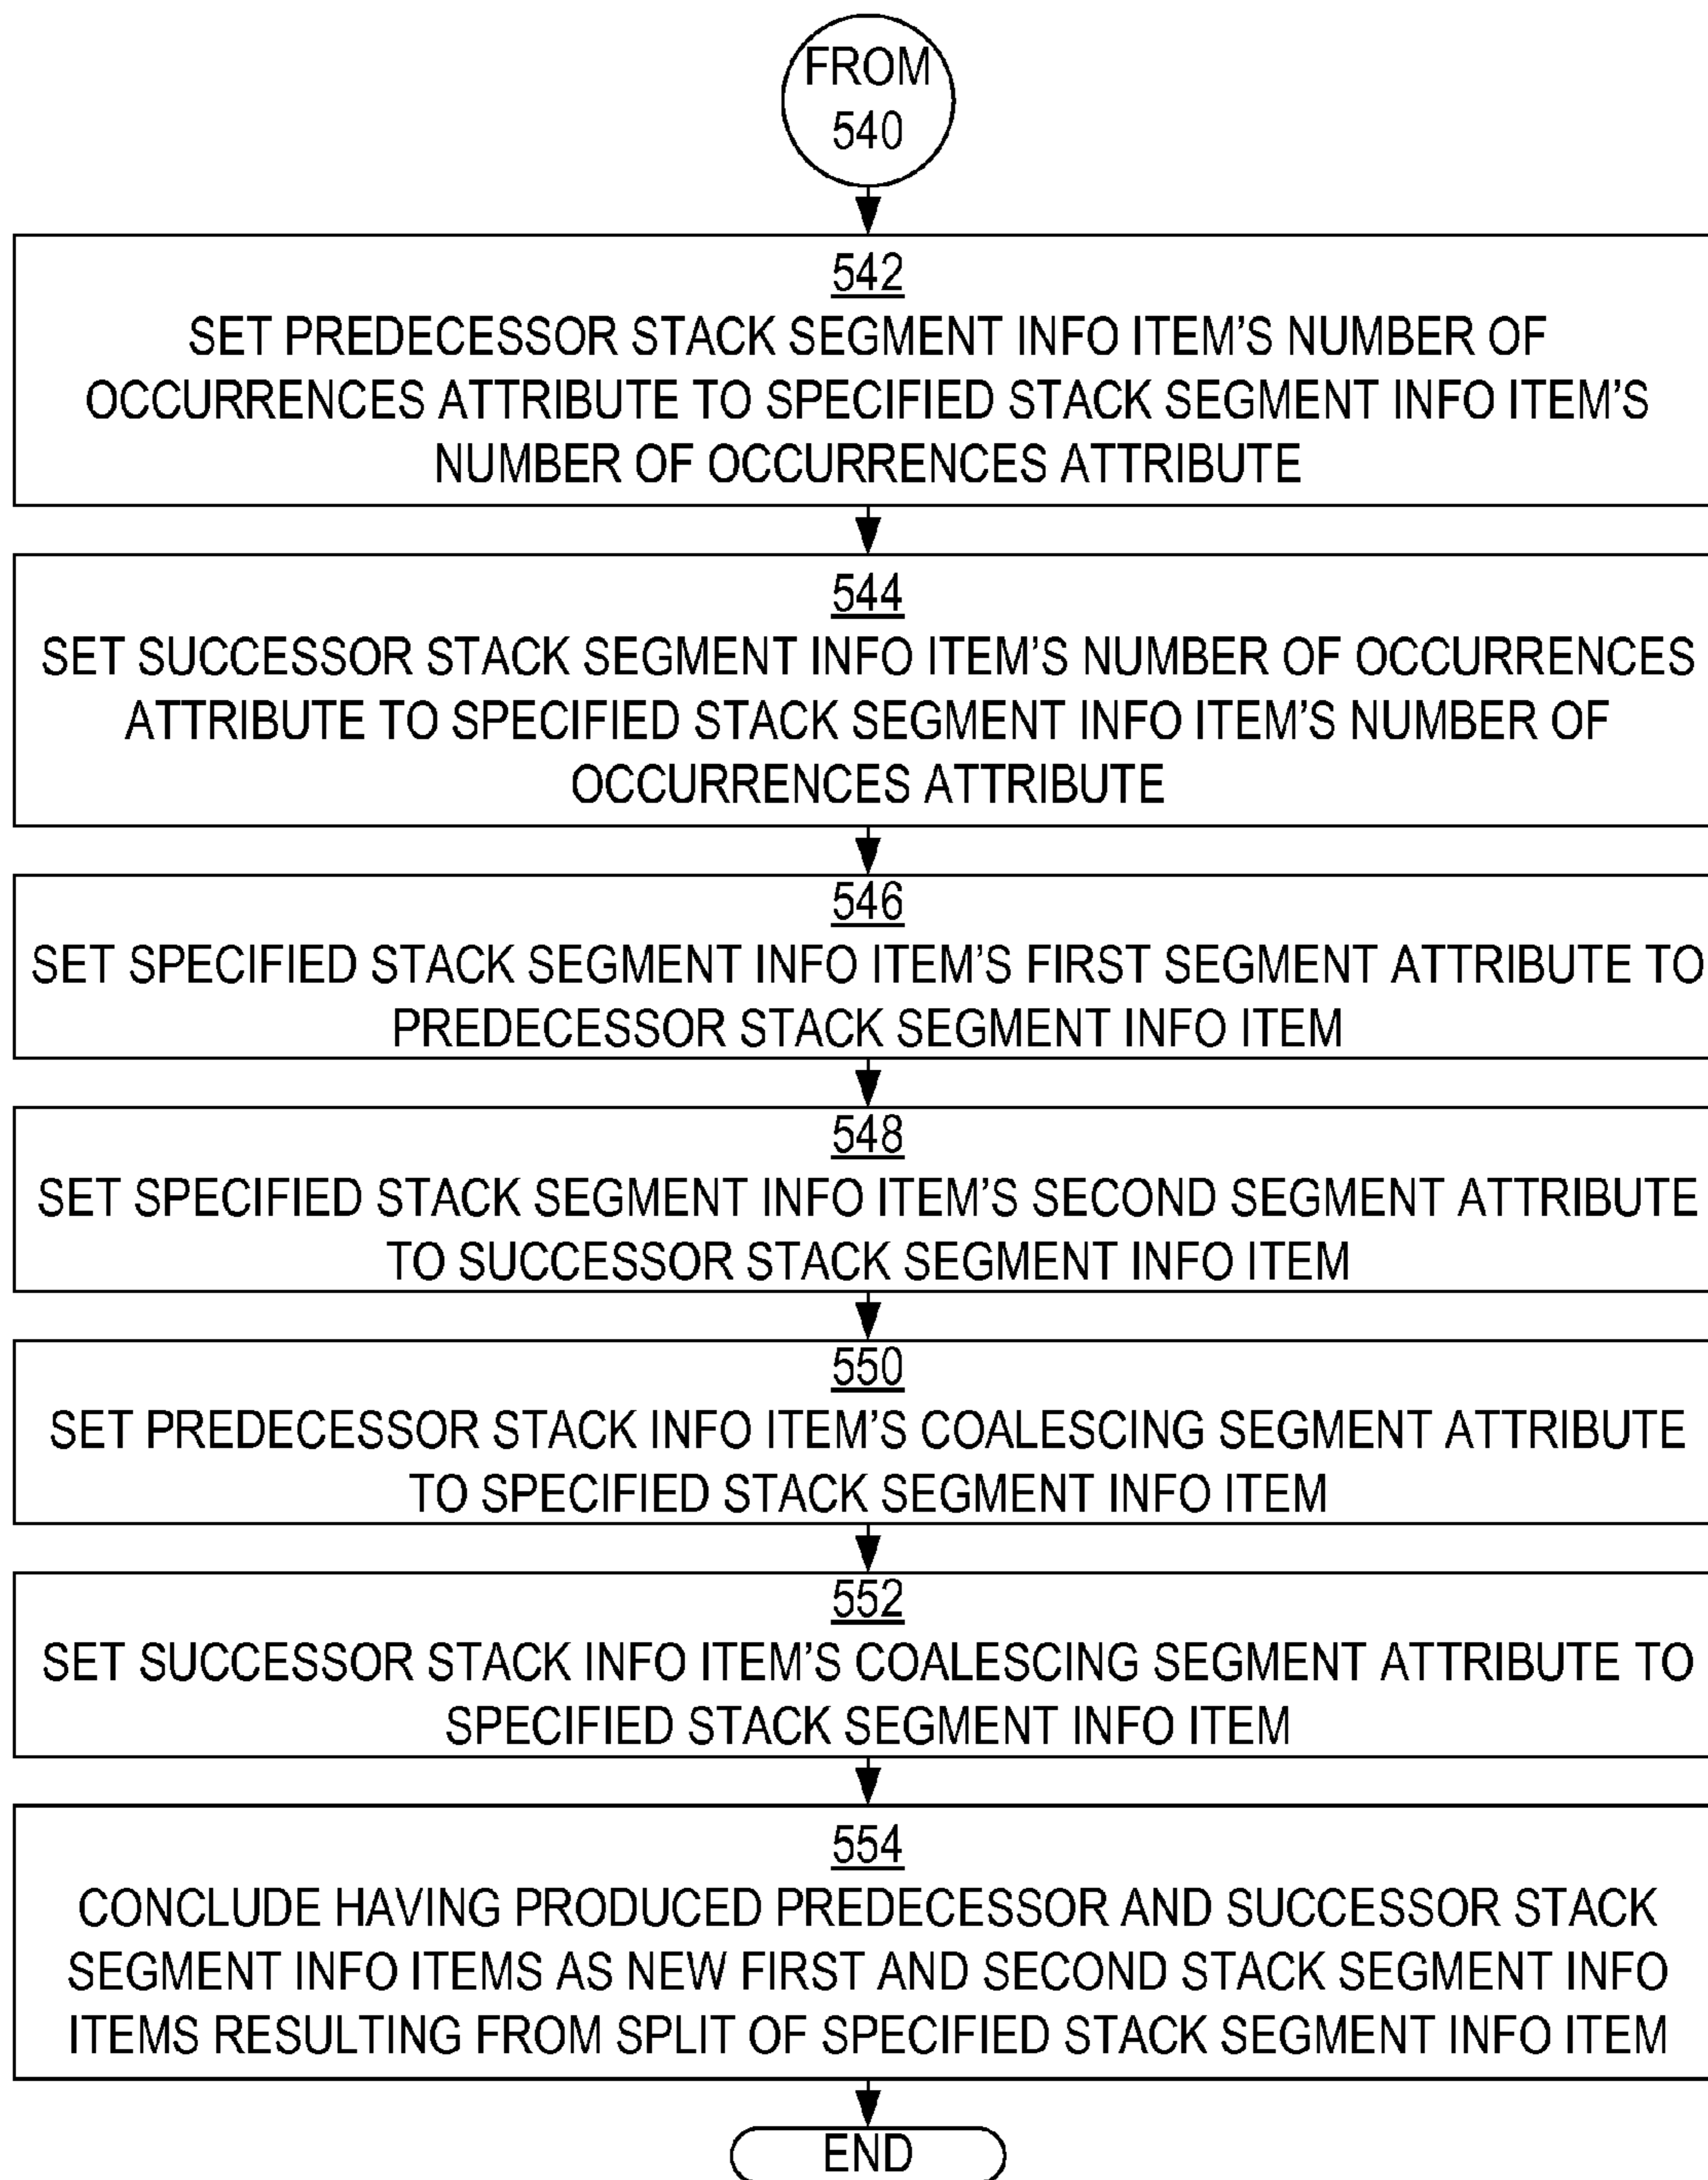 FROM
540
542
SET PREDECESSOR STACK SEGMENT INFO ITEM'S NUMBER OF
OCCURRENCES ATTRIBUTE TO SPECIFIED STACK SEGMENT INFO ITEM'S
NUMBER OF OCCURRENCES ATTRIBUTE
544
SET SUCCESSOR STACK SEGMENT INFO ITEM'S NUMBER OF OCCURRENCES
ATTRIBUTE TO SPECIFIED STACK SEGMENT INFO ITEM'S NUMBER OF
OCCURRENCES ATTRIBUTE
546
SET SPECIFIED STACK SEGMENT INFO ITEM'S FIRST SEGMENT ATTRIBUTE TO
PREDECESSOR STACK SEGMENT INFO ITEM
548
SET SPECIFIED STACK SEGMENT INFO ITEM'S SECOND SEGMENT ATTRIBUTE
TO SUCCESSOR STACK SEGMENT INFO ITEM
550
SET PREDECESSOR STACK INFO ITEM'S COALESCING SEGMENT ATTRIBUTE
TO SPECIFIED STACK SEGMENT INFO ITEM
552
SET SUCCESSOR STACK INFO ITEM'S COALESCING SEGMENT ATTRIBUTE TO
SPECIFIED STACK SEGMENT INFO ITEM
554
CONCLUDE HAVING PRODUCED PREDECESSOR AND SUCCESSOR STACK
SEGMENT INFO ITEMS AS NEW FIRST AND SECOND STACK SEGMENT INFO
ITEMS RESULTING FROM SPLIT OF SPECIFIED STACK SEGMENT INFO ITEM
END